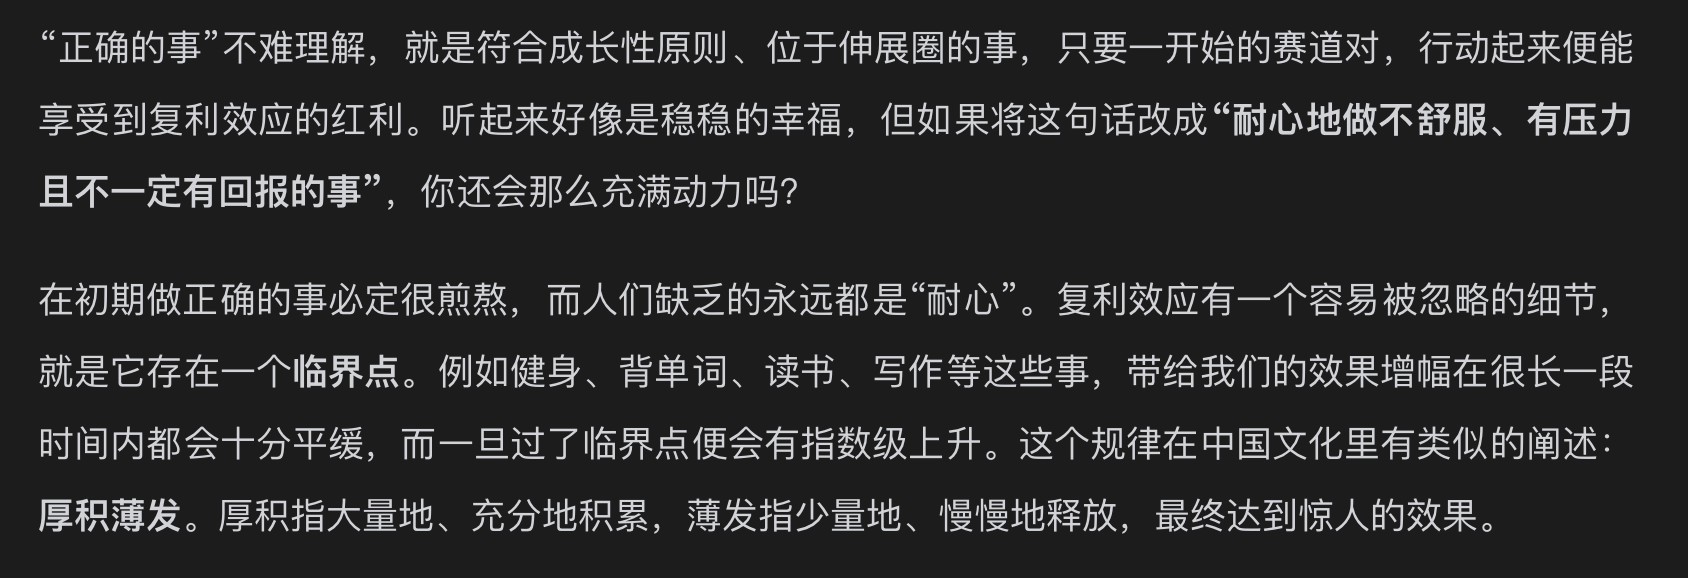 “正确的事”不难理解，就是符合成长性原则、位于伸展圈的事，只要一开始的赛道对，行动起来便能
享受到复利效应的红利。听起来好像是稳稳的幸福，但如果将这句话改成“耐心地做不舒服、有压力
且不一定有回报的事”，你还会那么充满动力吗？
在初期做正确的事必定很煎熬，而人们缺乏的永远都是“耐心”。复利效应有一个容易被忽略的细节，
就是它存在一个临界点。例如健身、背单词、读书、写作等这些事，带给我们的效果增幅在很长一段
时间内都会十分平缓，而一旦过了临界点便会有指数级上升。这个规律在中国文化里有类似的阐述：
厚积薄发。厚积指大量地、充分地积累，薄发指少量地、慢慢地释放，最终达到惊人的效果。